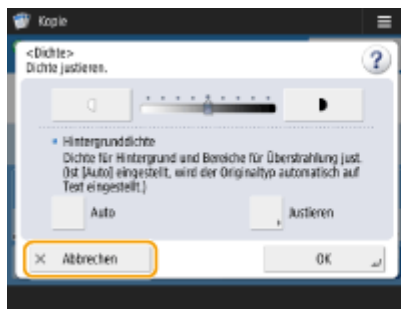 Kopie
<Dichte>
Dichte justieren.
?
Hintergrunddichte
Dichte für Hintergrund und Bereiche für Überstrahlung just.
(Ist [Auto] eingestellt, wird der Originaltyp automatisch auf
Text eingestellt.)
Auto
Justieren
× Abbrechen
OK